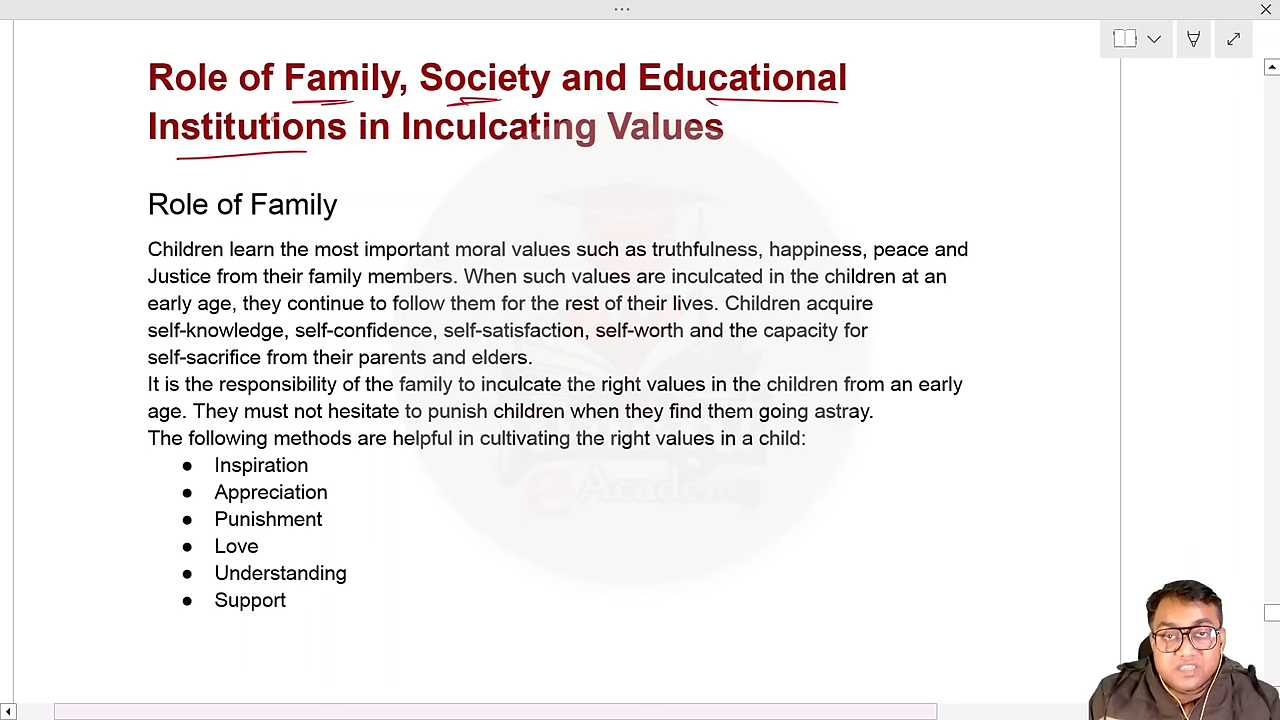 Role of Family, Society and Educational
Institutions in Inculcating Values
Role of Family
Children learn the most important moral values such as truthfulness, happiness, peace and
Justice from their family members. When such values are inculcated in the children at an
early age, they continue to follow them for the rest of their lives. Children acquire
self-knowledge, self-confidence, self-satisfaction, self-worth and the capacity for
self-sacrifice from their parents and elders.
It is the responsibility of the family to inculcate the right values in the children from an early
age. They must not hesitate to punish children when they find them going astray.
The following methods are helpful in cultivating the right values in a child:
● Inspiration
● Appreciation
● Punishment
● Love
● Understanding
● Support
e Academy